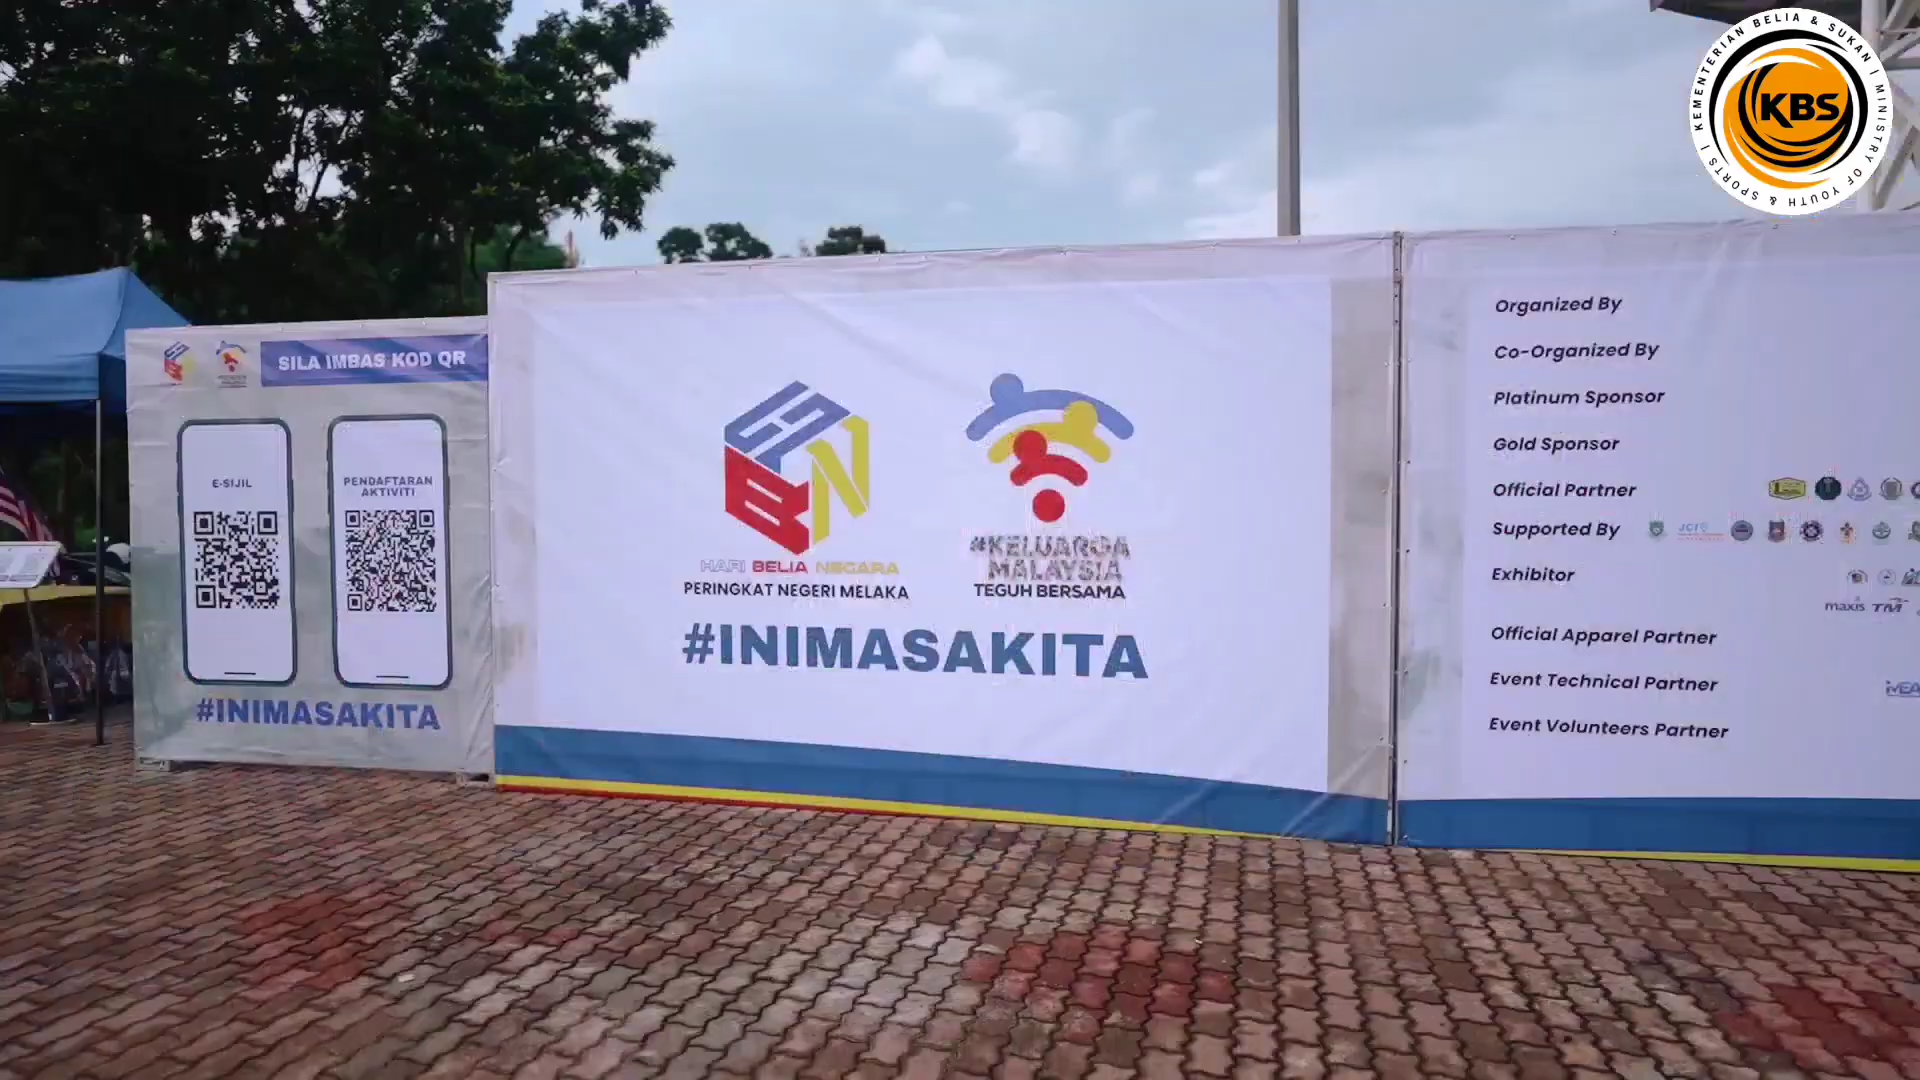 KEMENTERIAN BELIA & SUKAN | MINISTRY OF YOUTH & SPORTS |
KBS
SILA IMBAS KOD QR
E-SIJIL
PENDAFTARAN
AKTIVITI
#INIMASAKITA
HARI BELIA NEGARA
PERINGKAT NEGERI MELAKA
#KELUARGA
MALAYSIA
TEGUH BERSAMA
#INIMASAKITA
Organized By
Co-Organized By
Platinum Sponsor
Gold Sponsor
Official Partner
Supported By
JCI
Exhibitor
maxis TM
Official Apparel Partner
Event Technical Partner
Event Volunteers Partner